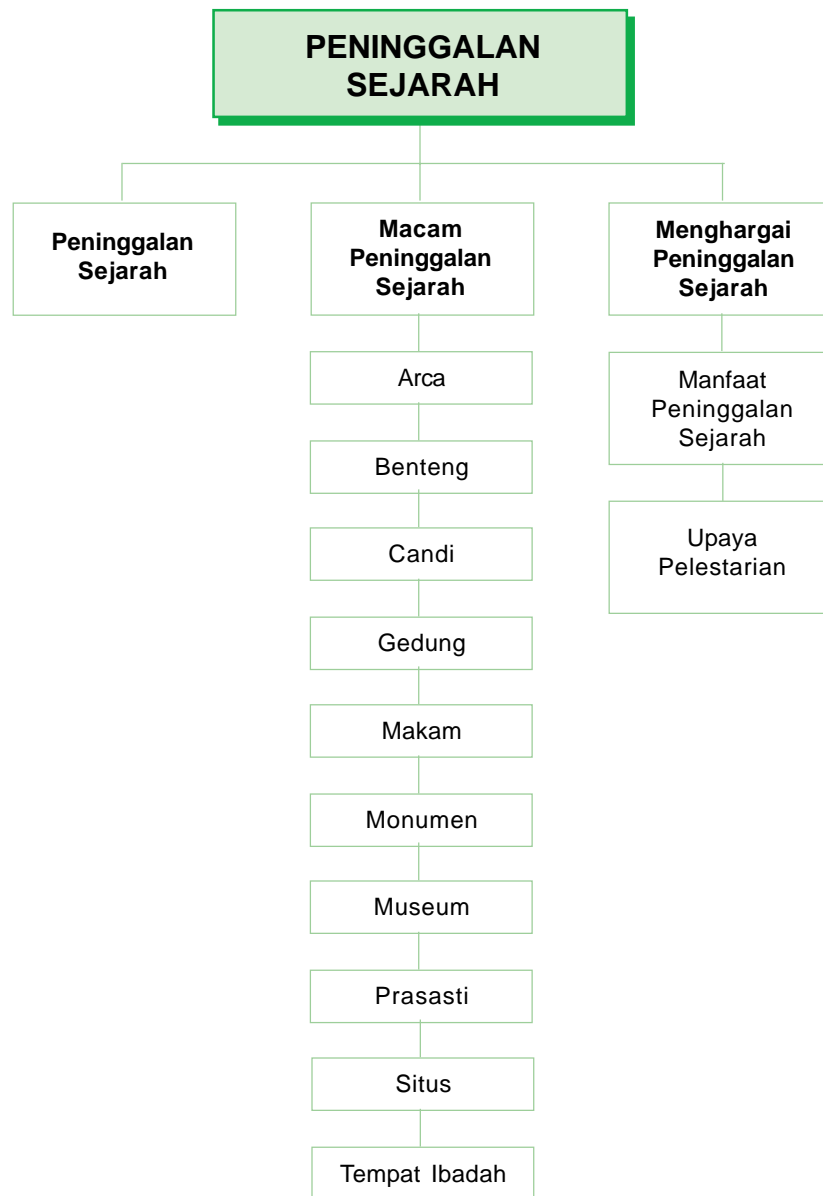 PENINGGALAN
SEJARAH
Peninggalan
Sejarah
Macam
Peninggalan
Sejarah
Arca
Benteng
Candi
Gedung
Makam
Monumen
Museum
Prasasti
Situs
Tempat Ibadah
Menghargai
Peninggalan
Sejarah
Manfaat
Peninggalan
Sejarah
Upaya
Pelestarian